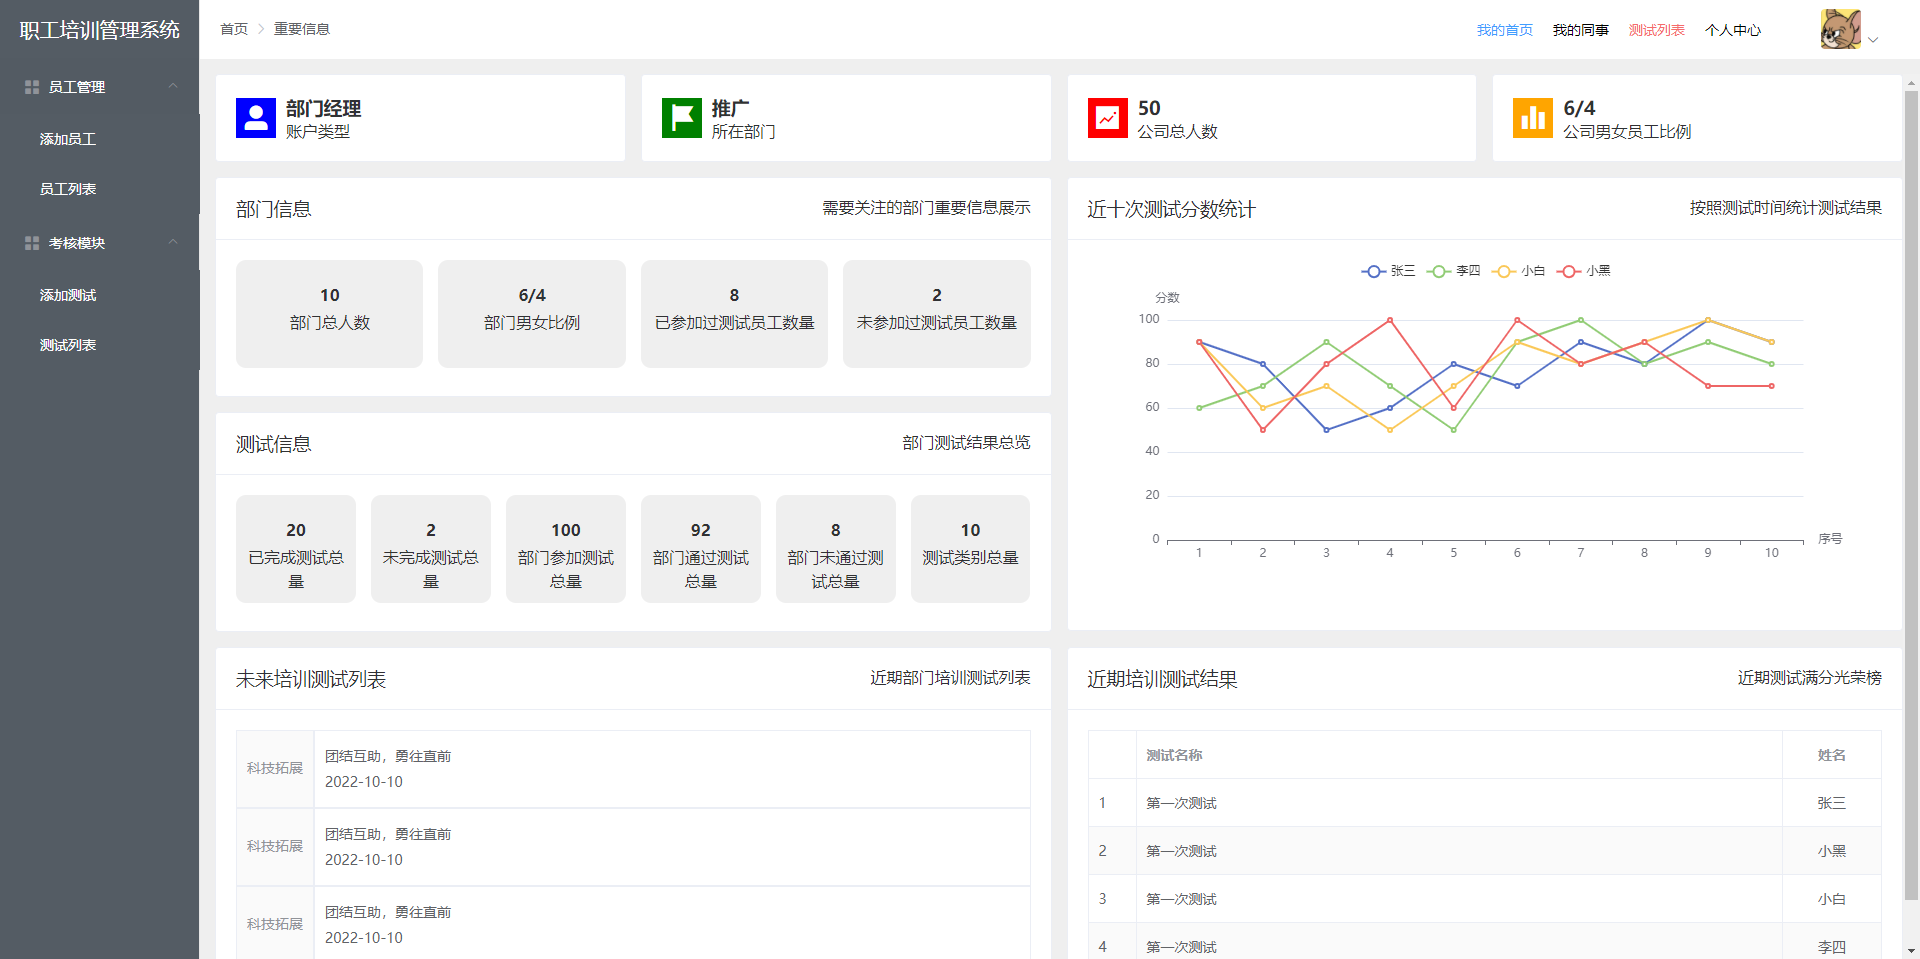 职工培训管理系统
员工管理
添加员工
员工列表
考核模块
添加测试
测试列表
首页
重要信息
我的首页
我的同事
测试列表
个人中心
部门经理
账户类型
推广
所在部门
50
公司总人数
6/4
公司男女员工比例
部门信息
需要关注的部门重要信息展示
10
部门总人数
6/4
部门男女比例
8
已参加过测试员工数量
2
未参加过测试员工数量
近十次测试分数统计
按照测试时间统计测试结果
张三
李四
小白
小黑
分数
100
80
60
40
20
0
1
2
3
4
5
6
7
8
9
10
序号
测试信息
部门测试结果总览
20
已完成测试总
量
2
未完成测试总
量
100
部门参加测试
总量
92
部门通过测试
总量
8
部门未通过测
试总量
10
测试类别总量
未来培训测试列表
近期部门培训测试列表
科技拓展
团结互助，勇往直前
2022-10-10
科技拓展
团结互助，勇往直前
2022-10-10
科技拓展
团结互助，勇往直前
2022-10-10
近期培训测试结果
近期测试满分光荣榜
测试名称
姓名
1
第一次测试
张三
2
第一次测试
小黑
3
第一次测试
小白
4
第一次测试
李四